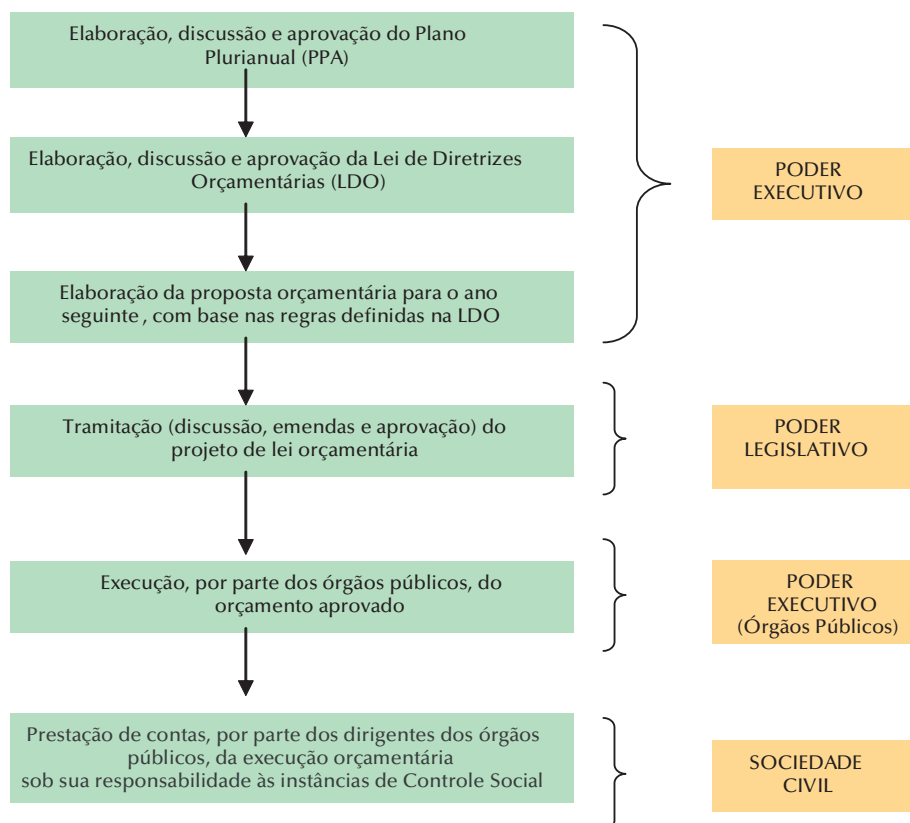 Elaboração, discussão e aprovação do Plano
Plurianual (PPA)
Elaboração, discussão e aprovação da Lei de Diretrizes
Orçamentárias (LDO)
PODER
EXECUTIVO
Elaboração da proposta orçamentária para o ano
seguinte , com base nas regras definidas na LDO
Tramitação (discussão, emendas e aprovação) do
projeto de lei orçamentária
PODER
LEGISLATIVO
Execução, por parte dos órgãos públicos, do
orçamento aprovado
PODER
EXECUTIVO
(Órgãos Públicos)
Prestação de contas, por parte dos dirigentes dos órgãos
públicos, da execução orçamentária
sob sua responsabilidade às instâncias de Controle Social
SOCIEDADE
CIVIL